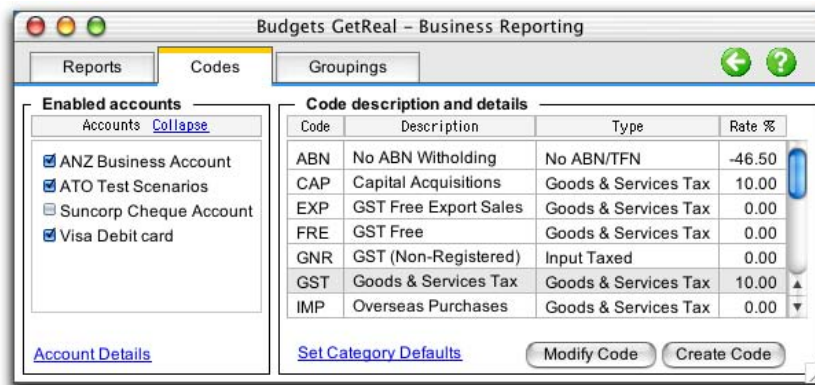 Budgets GetReal – Business Reporting
Reports Codes Groupings
Enabled accounts
Accounts Collapse
ANZ Business Account
ATO Test Scenarios
Suncorp Cheque Account
Visa Debit card
Account Details
Code description and details
Code Description Type Rate %
ABN No ABN Witholding No ABN/TFN -46.50
CAP Capital Acquisitions Goods & Services Tax 10.00
EXP GST Free Export Sales Goods & Services Tax 0.00
FRE GST Free Goods & Services Tax 0.00
GNR GST (Non-Registered) Input Taxed 0.00
GST Goods & Services Tax Goods & Services Tax 10.00
IMP Overseas Purchases Goods & Services Tax 0.00
Set Category Defaults Modify Code Create Code